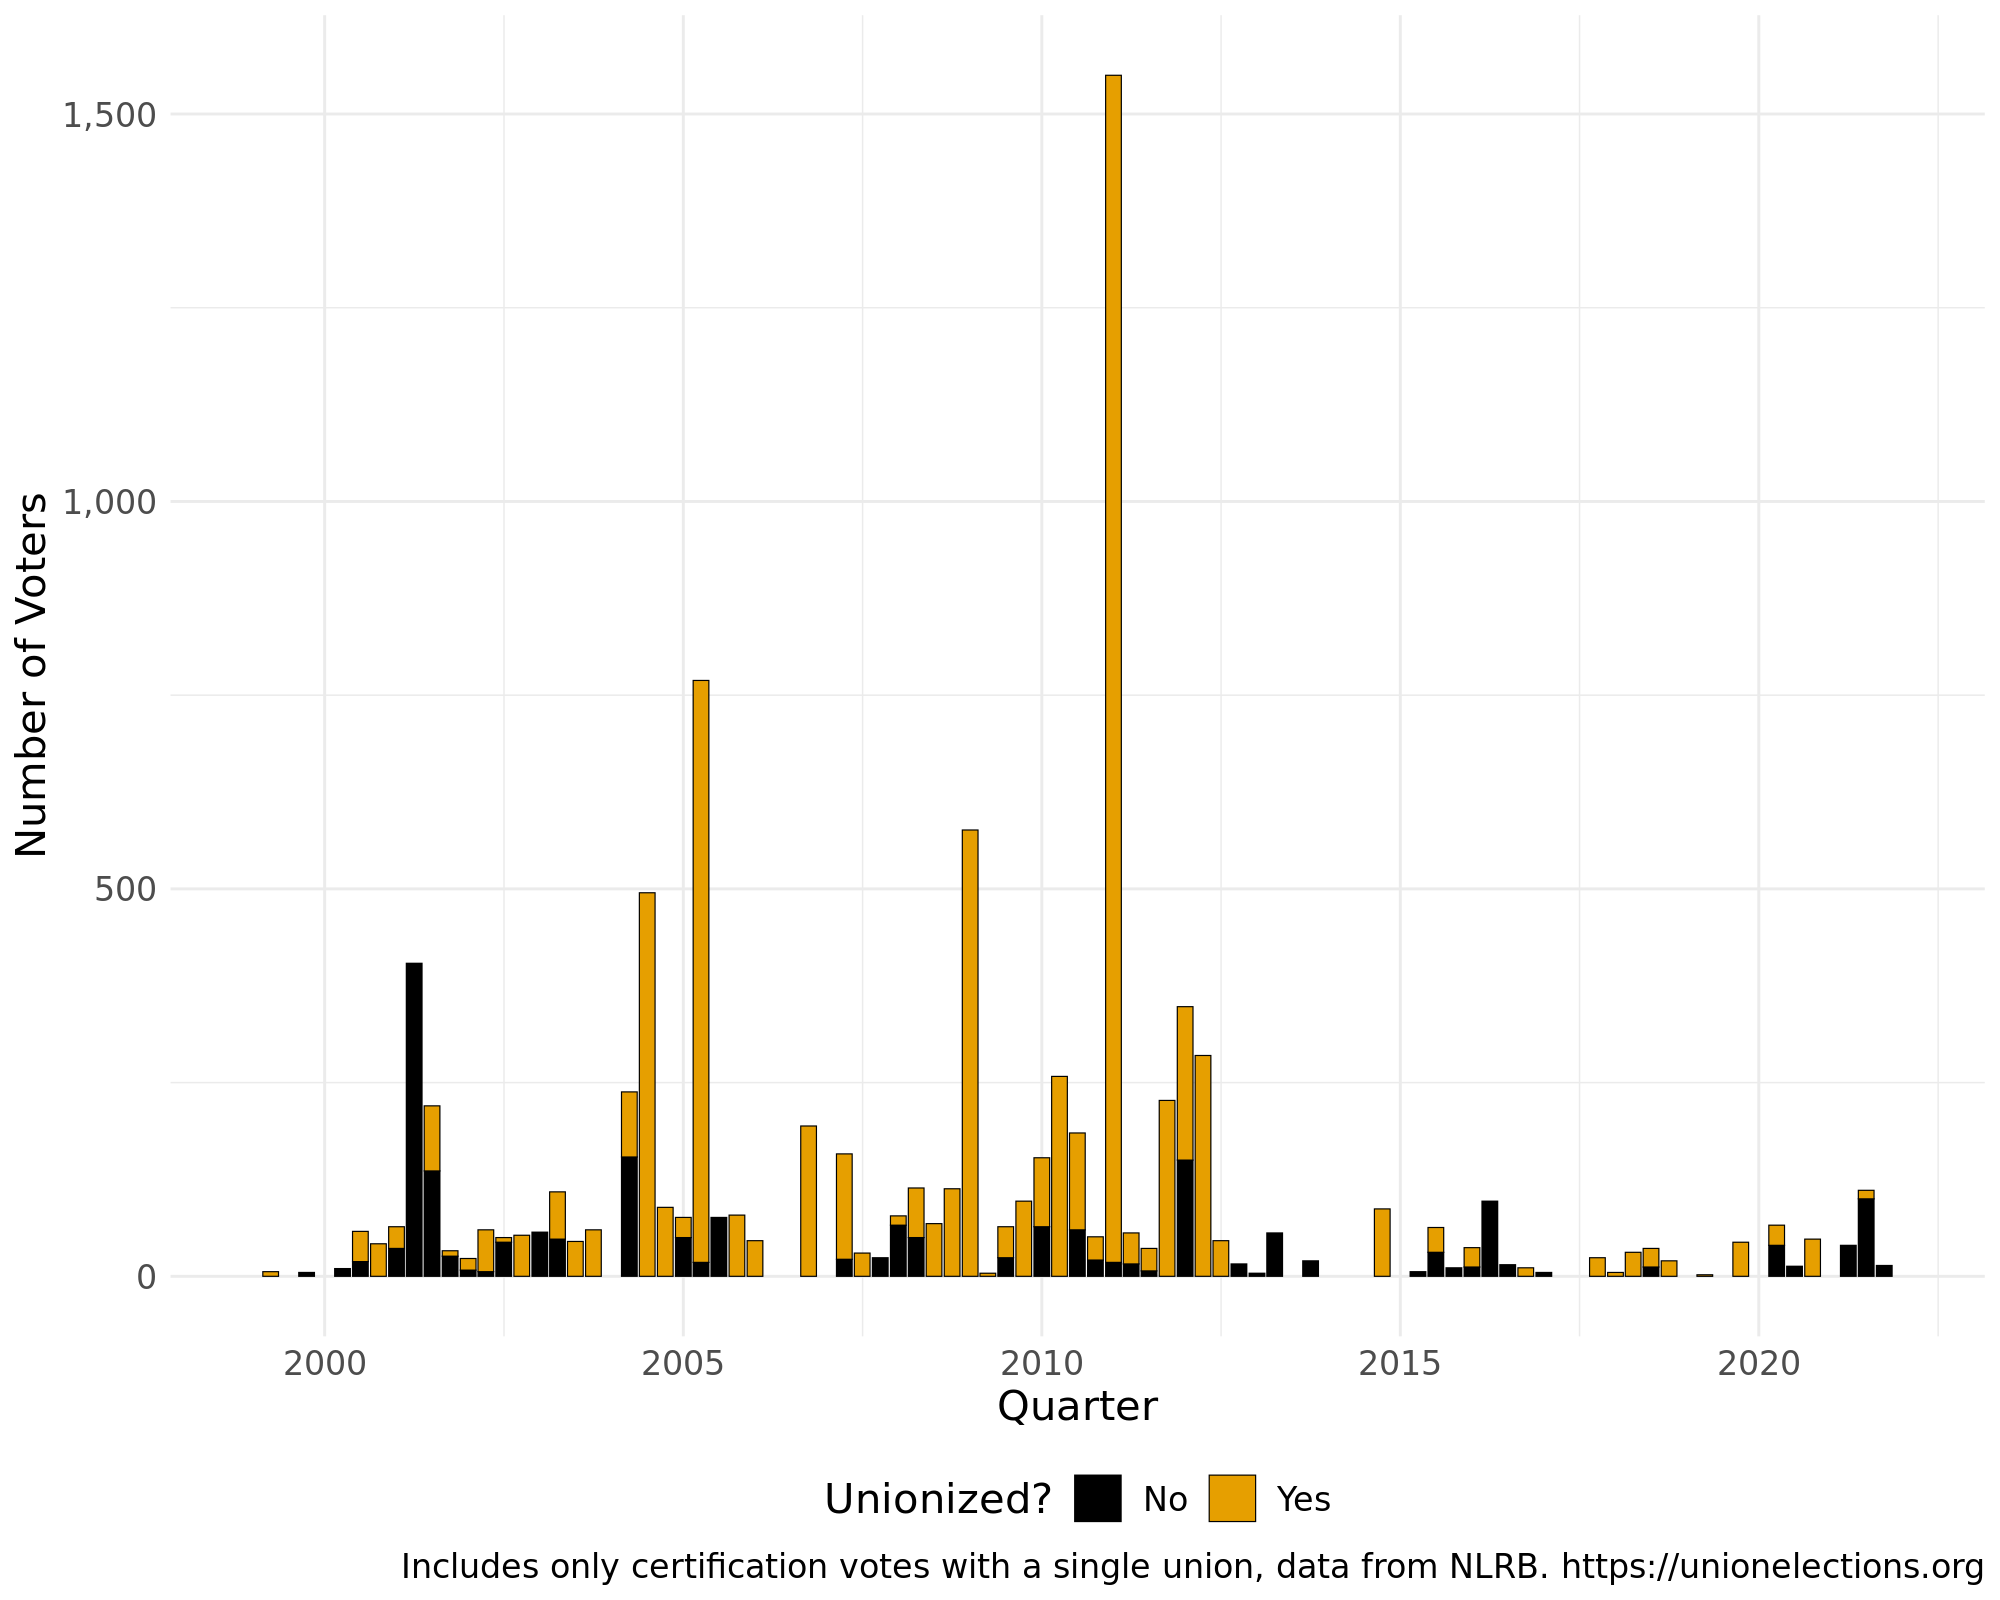 1,500
1,000
500
0
Number of Voters
2000 2005 2010 2015 2020
Quarter
Unionized? No Yes
Includes only certification votes with a single union, data from NLRB. https://unionelections.org